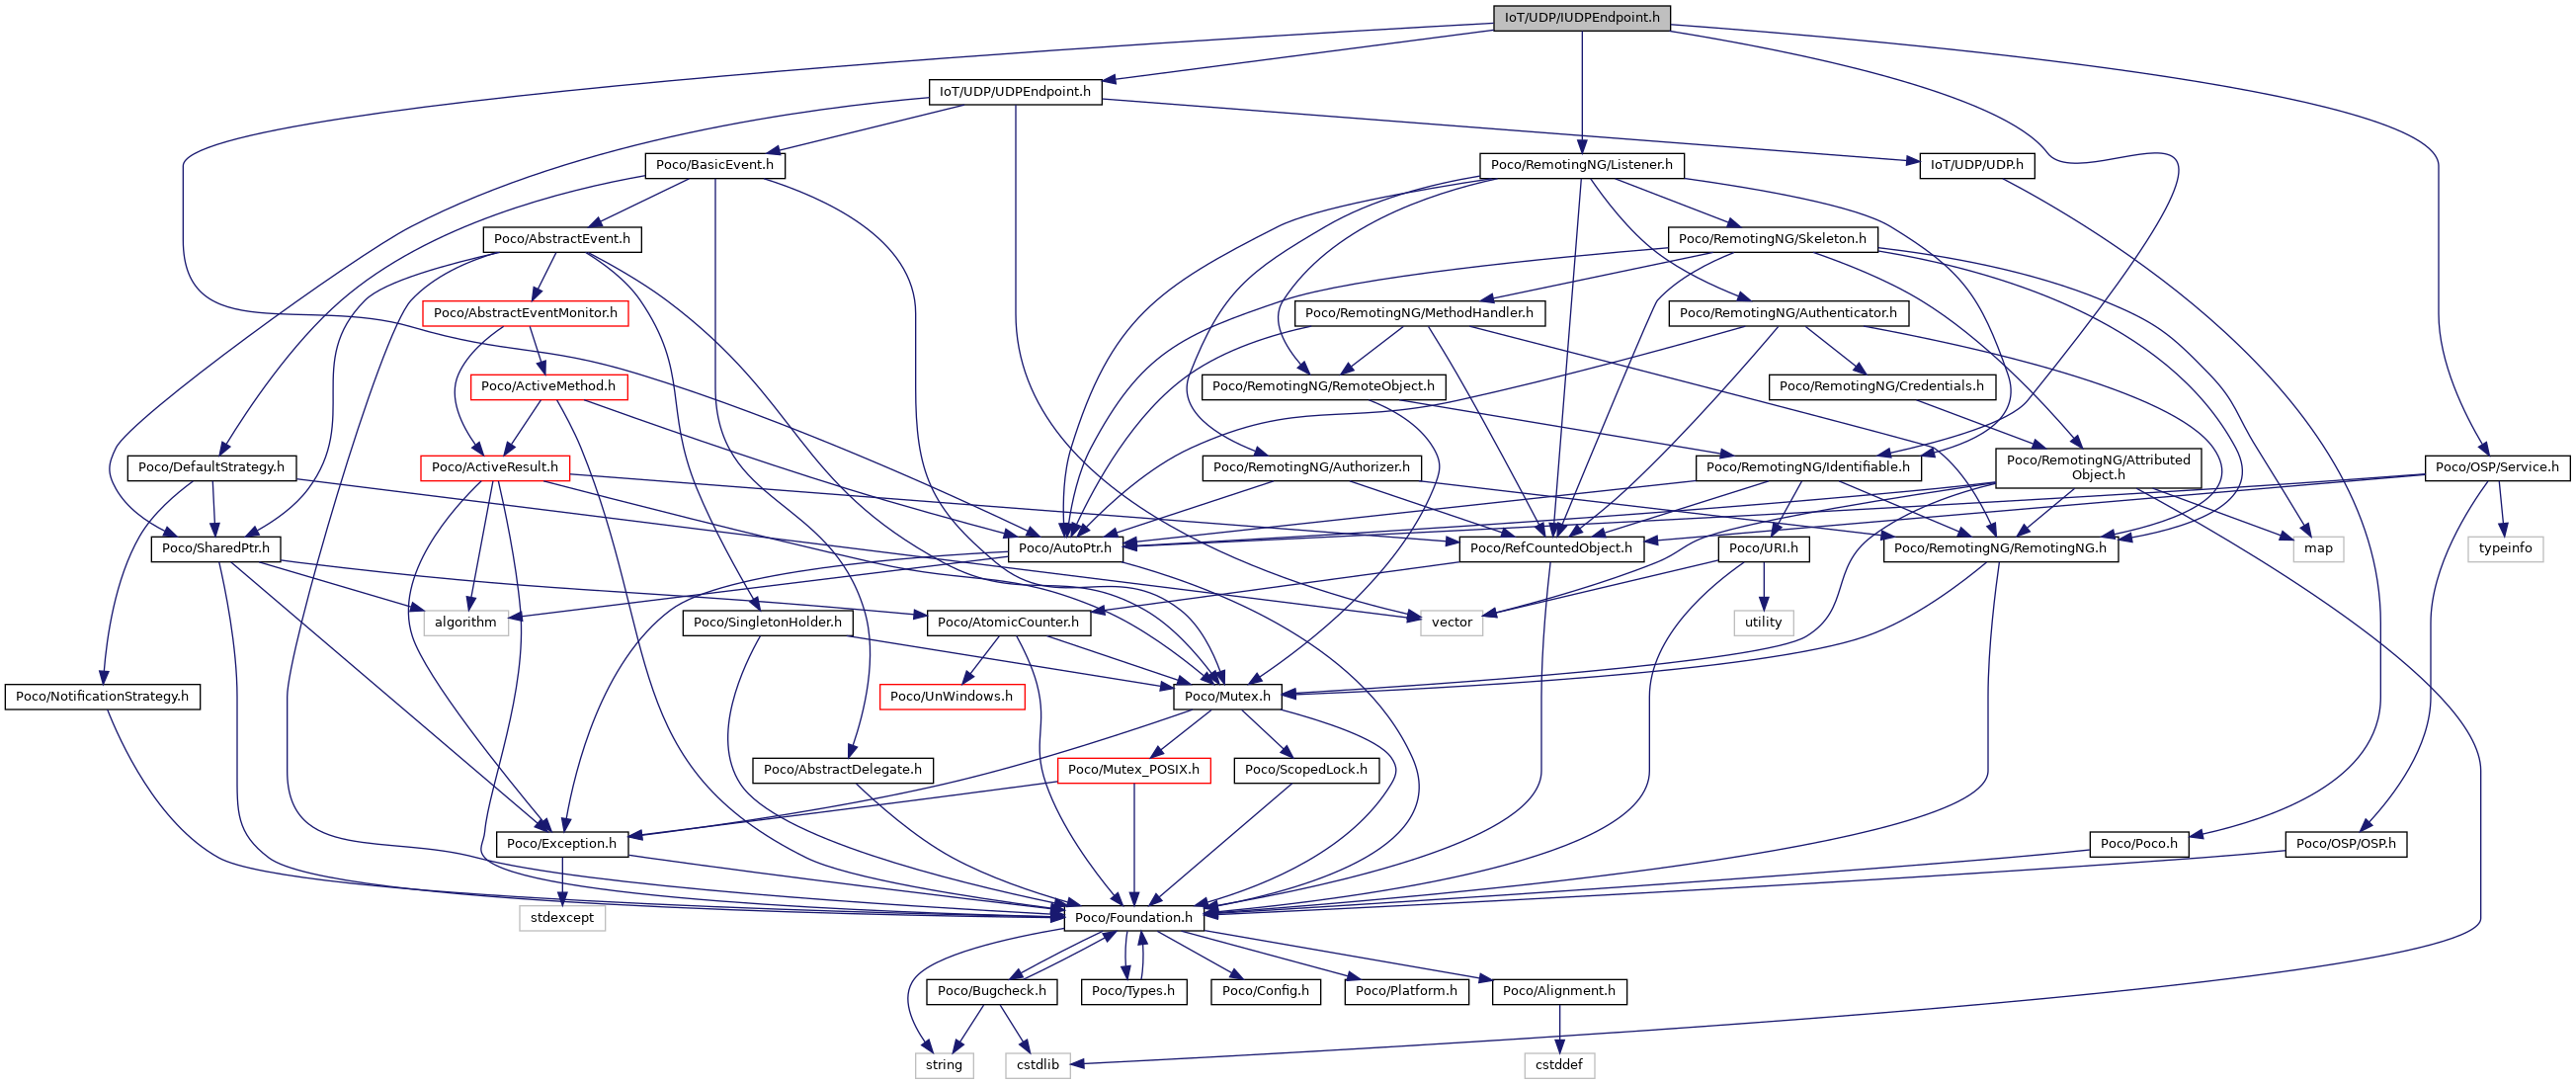 IoT/UDP/IUDPEndpoint.h
IoT/UDP/UDPEndpoint.h
Poco/BasicEvent.h
Poco/RemotingNG/Listener.h
IoT/UDP/UDP.h
Poco/AbstractEvent.h
Poco/RemotingNG/Skeleton.h
Poco/AbstractEventMonitor.h
Poco/RemotingNG/MethodHandler.h
Poco/RemotingNG/Authenticator.h
Poco/ActiveMethod.h
Poco/RemotingNG/RemoteObject.h
Poco/RemotingNG/Credentials.h
Poco/DefaultStrategy.h
Poco/ActiveResult.h
Poco/RemotingNG/Authorizer.h
Poco/RemotingNG/Identifiable.h
Poco/RemotingNG/Attributed
Object.h
Poco/OSP/Service.h
Poco/SharedPtr.h
Poco/AutoPtr.h
Poco/RefCountedObject.h
Poco/URI.h
Poco/RemotingNG/RemotingNG.h
map
typeinfo
algorithm
Poco/SingletonHolder.h
Poco/AtomicCounter.h
vector
utility
Poco/NotificationStrategy.h
Poco/UnWindows.h
Poco/Mutex.h
Poco/AbstractDelegate.h
Poco/Mutex_POSIX.h
Poco/ScopedLock.h
Poco/Exception.h
Poco/Poco.h
Poco/OSP/OSP.h
stdexcept
Poco/Foundation.h
Poco/Bugcheck.h
Poco/Types.h
Poco/Config.h
Poco/Platform.h
Poco/Alignment.h
string
cstdlib
cstddef